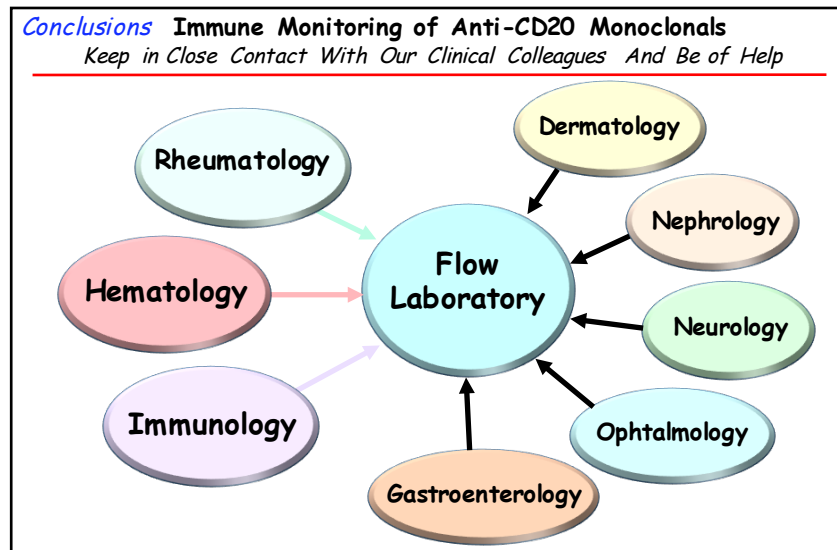 Conclusions Immune Monitoring of Anti-CD20 Monoclonals
Keep in Close Contact With Our Clinical Colleagues And Be of Help
Dermatology
Rheumatology
Nephrology
Flow
Laboratory
Hematology
Neurology
Immunology
Ophtalmology
Gastroenterology